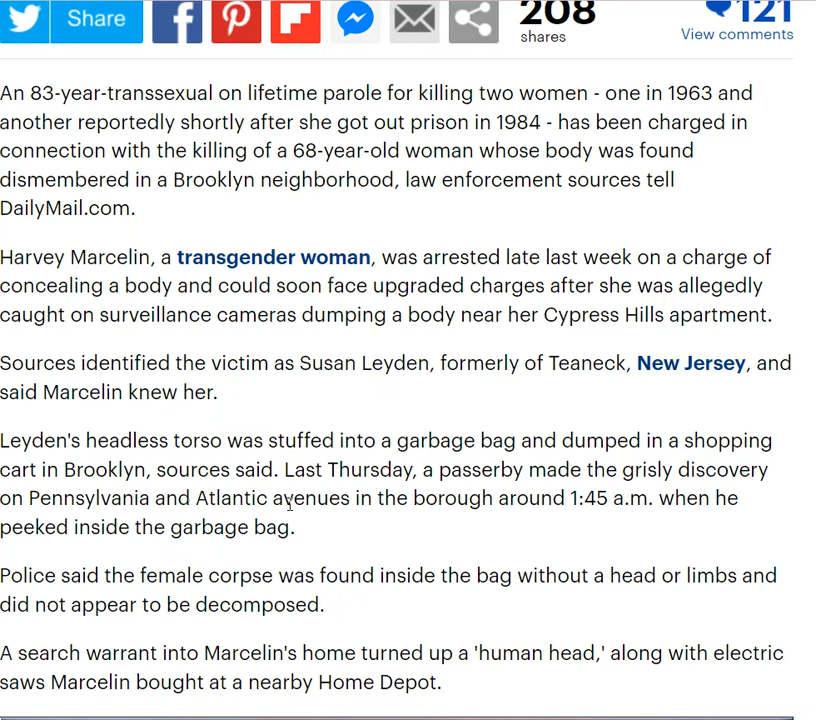 Share
208
shares
121
View comments
An 83-year-transsexual on lifetime parole for killing two women - one in 1963 and
another reportedly shortly after she got out prison in 1984 - has been charged in
connection with the killing of a 68-year-old woman whose body was found
dismembered in a Brooklyn neighborhood, law enforcement sources tell
DailyMail.com.
Harvey Marcelin, a transgender woman, was arrested late last week on a charge of
concealing a body and could soon face upgraded charges after she was allegedly
caught on surveillance cameras dumping a body near her Cypress Hills apartment.
Sources identified the victim as Susan Leyden, formerly of Teaneck, New Jersey, and
said Marcelin knew her.
Leyden's headless torso was stuffed into a garbage bag and dumped in a shopping
cart in Brooklyn, sources said. Last Thursday, a passerby made the grisly discovery
on Pennsylvania and Atlantic avenues in the borough around 1:45 a.m. when he
peeked inside the garbage bag.
Police said the female corpse was found inside the bag without a head or limbs and
did not appear to be decomposed.
A search warrant into Marcelin's home turned up a 'human head,' along with electric
saws Marcelin bought at a nearby Home Depot.